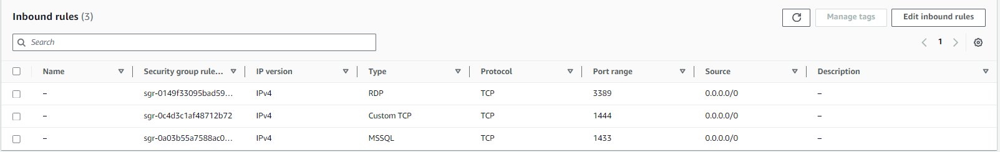 Inbound rules (3)
Manage tags
Edit inbound rules
Search
1
Name Security group rule... IP version Type Protocol Port range Source Description
– sgr-0149f33095bad59... IPv4 RDP TCP 3389 0.0.0.0/0 –
– sgr-0c4d3c1af48712b72 IPv4 Custom TCP TCP 1444 0.0.0.0/0 –
– sgr-0a03b55a7588ac0... IPv4 MSSQL TCP 1433 0.0.0.0/0 –